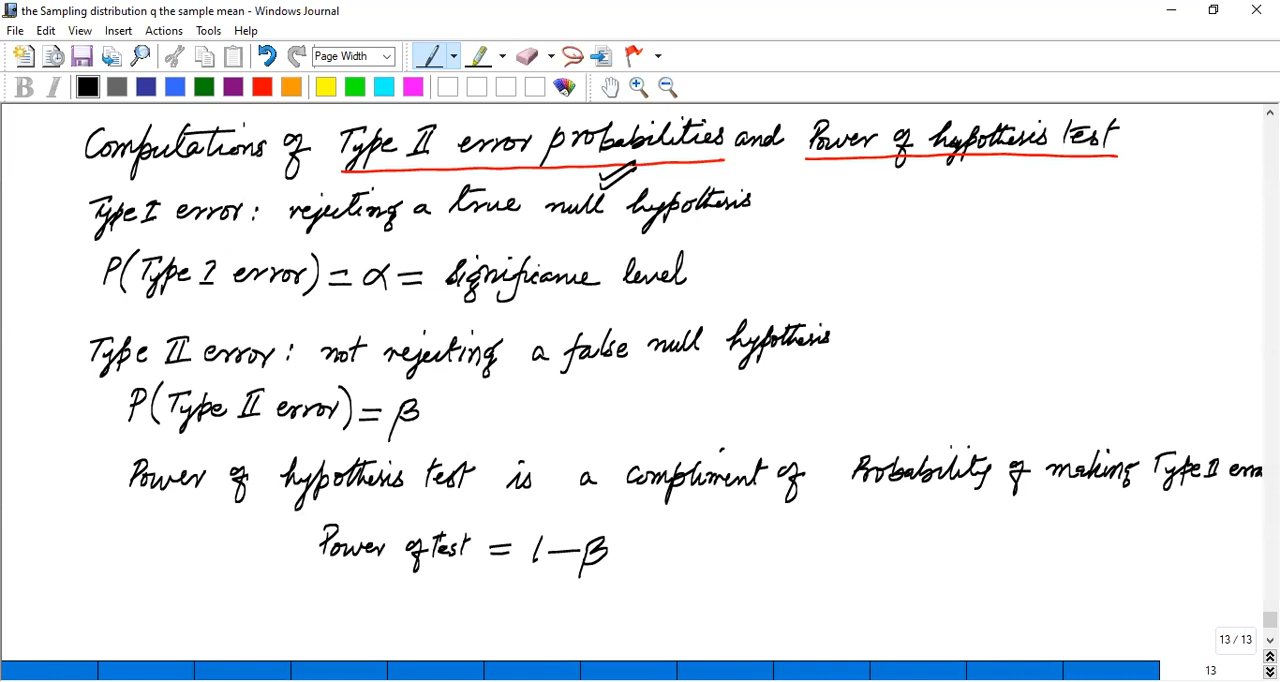 the Sampling distribution q the sample mean - Windows Journal
File Edit View Insert Actions Tools Help
Page Width
B I
Computations of Type II error probabilities and Power of hypothesis test
Type I error: rejecting a true null hypothesis
P(Type I error) = α = significance level
Type II error: not rejecting a false null hypothesis
P(Type II error) = β
Power of hypothesis test is a compliment of Probability of making Type II erro
Power of test = 1 - β
13 / 13
13